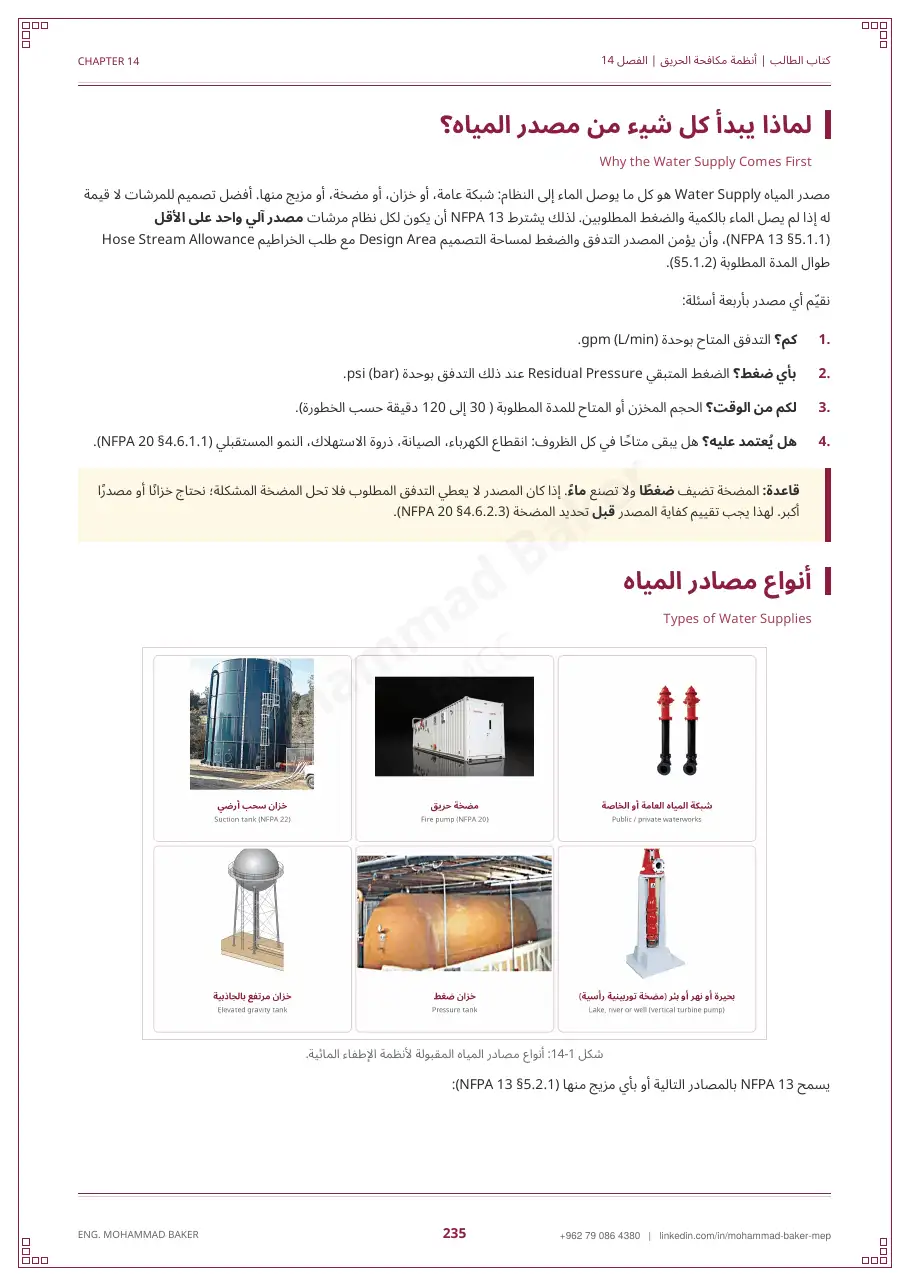 كتاب الطالب | أنظمة مكافحة الحريق | الفصل 14
CHAPTER 14
لماذا يبدأ كل شيء من مصدر المياه؟
Why the Water Supply Comes First
مصدر المياه Water Supply هو كل ما يوصل الماء إلى النظام: شبكة عامة، أو خزان، أو مضخة، أو مزيج منها. أفضل تصميم للمرشات لا قيمة
له إذا لم يصل الماء بالكمية والضغط المطلوبين. لذلك يشترط NFPA 13 أن يكون لكل نظام مرشات مصدر آلي واحد على الأقل
(NFPA 13 §5.1.1)، وأن يؤمن المصدر التدفق والضغط لمساحة التصميم Design Area مع طلب الخراطيم Hose Stream Allowance
طوال المدة المطلوبة (§5.1.2).
نقيّم أي مصدر بأربعة أسئلة:
1. كم؟ التدفق المتاح بوحدة gpm (L/min).
2. بأي ضغط؟ الضغط المتبقي Residual Pressure عند ذلك التدفق بوحدة psi (bar).
3. لكم من الوقت؟ الحجم المخزن أو المتاح للمدة المطلوبة ( 30 إلى 120 دقيقة حسب الخطورة).
4. هل يُعتمد عليه؟ هل يبقى متاحًا في كل الظروف: انقطاع الكهرباء، الصيانة، ذروة الاستهلاك، النمو المستقبلي (NFPA 20 §4.6.1.1).
قاعدة: المضخة تضيف ضغطًا ولا تصنع ماءً. إذا كان المصدر لا يعطي التدفق المطلوب فلا تحل المضخة المشكلة؛ نحتاج خزانًا أو مصدرًا
أكبر. لهذا يجب تقييم كفاية المصدر قبل تحديد المضخة (NFPA 20 §4.6.2.3).
أنواع مصادر المياه
Types of Water Supplies
شبكة المياه العامة أو الخاصة
Public / private waterworks
مضخة حريق
Fire pump (NFPA 20)
خزان سحب أرضي
Suction tank (NFPA 22)
بحيرة أو نهر أو بئر (مضخة توربينية رأسية)
Lake, river or well (vertical turbine pump)
خزان ضغط
Pressure tank
خزان مرتفع بالجاذبية
Elevated gravity tank
شكل 1-14: أنواع مصادر المياه المقبولة لأنظمة الإطفاء المائية.
يسمح NFPA 13 بالمصادر التالية أو بأي مزيج منها (NFPA 13 §5.2.1):
ENG. MOHAMMAD BAKER
235
+962 79 086 4380 | linkedin.com/in/mohammad-baker-mep